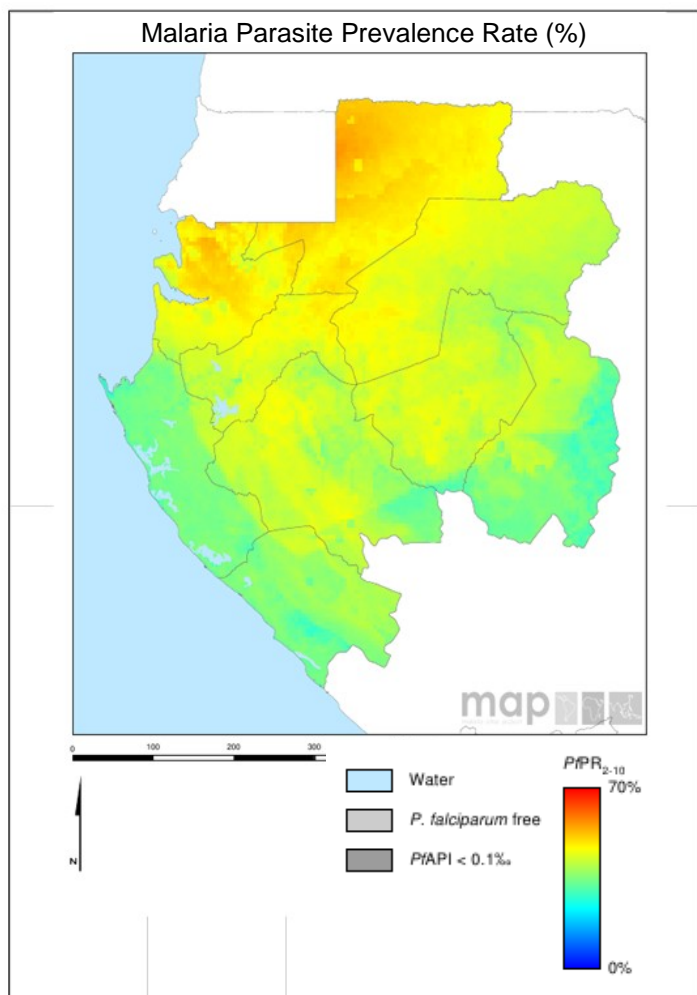 Malaria Parasite Prevalence Rate (%)
map
0 100 200 300
N
Water
P. falciparum free
PfAPI < 0.1‰
PfPR2-10
70%
0%